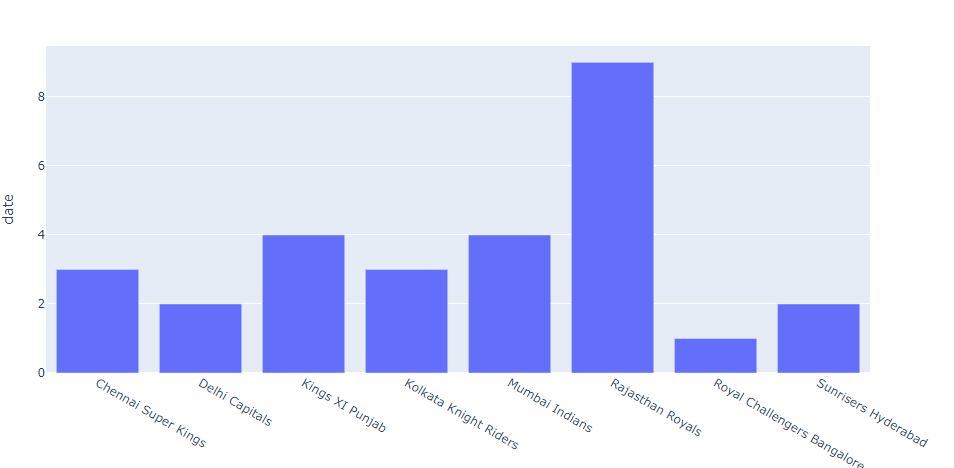 date
8
6
4
2
0
Chennai Super Kings
Delhi Capitals
Kings XI Punjab
Kolkata Knight Riders
Mumbai Indians
Rajasthan Royals
Royal Challengers Bangalore
Sunrisers Hyderabad